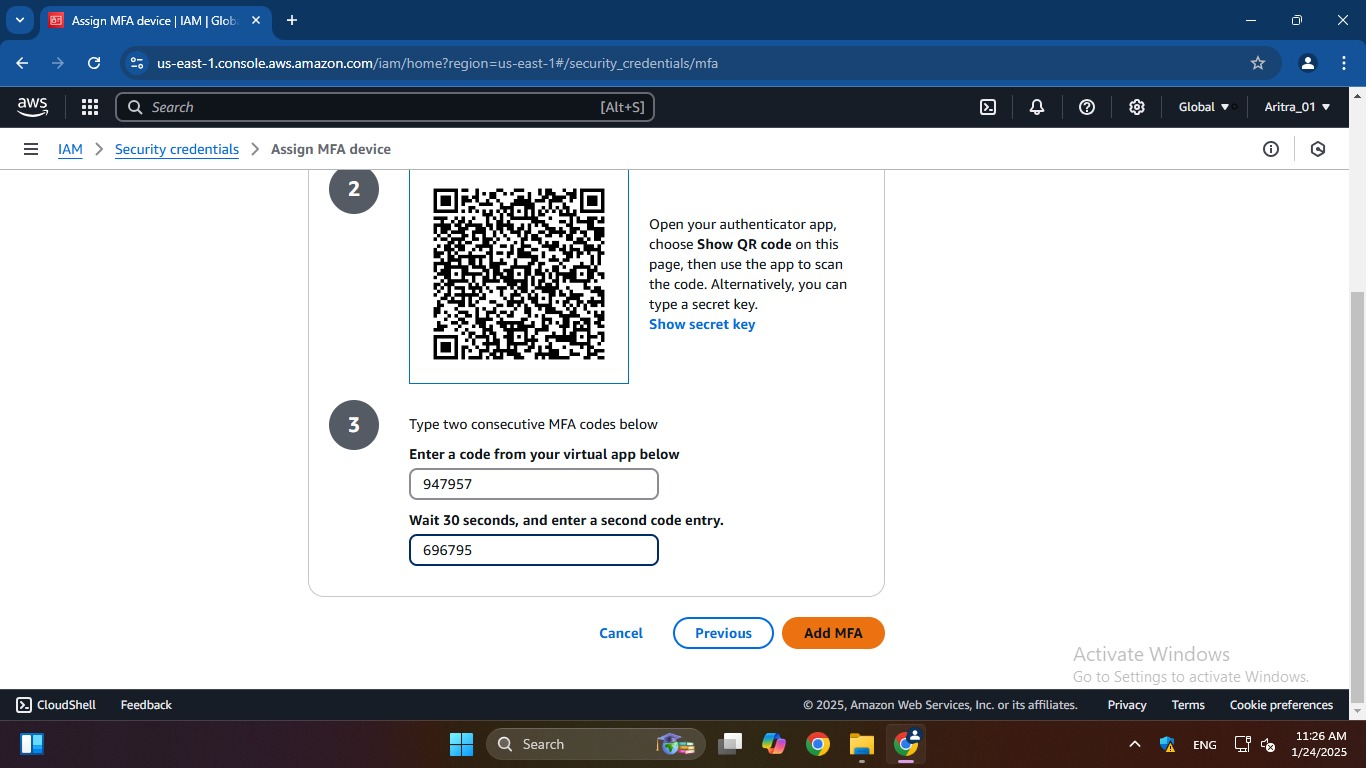 Assign MFA device | IAM | Glob
us-east-1.console.aws.amazon.com/iam/home?region=us-east-1#/security_credentials/mfa
aws
Search [Alt+S]
Global
Aritra_01
IAM > Security credentials > Assign MFA device
2
Open your authenticator app,
choose Show QR code on this
page, then use the app to scan
the code. Alternatively, you can
type a secret key.
Show secret key
3
Type two consecutive MFA codes below
Enter a code from your virtual app below
947957
Wait 30 seconds, and enter a second code entry.
696795
Cancel
Previous
Add MFA
Activate Windows
Go to Settings to activate Windows.
CloudShell
Feedback
© 2025, Amazon Web Services, Inc. or its affiliates.
Privacy
Terms
Cookie preferences
Search
ENG
11:26 AM
1/24/2025